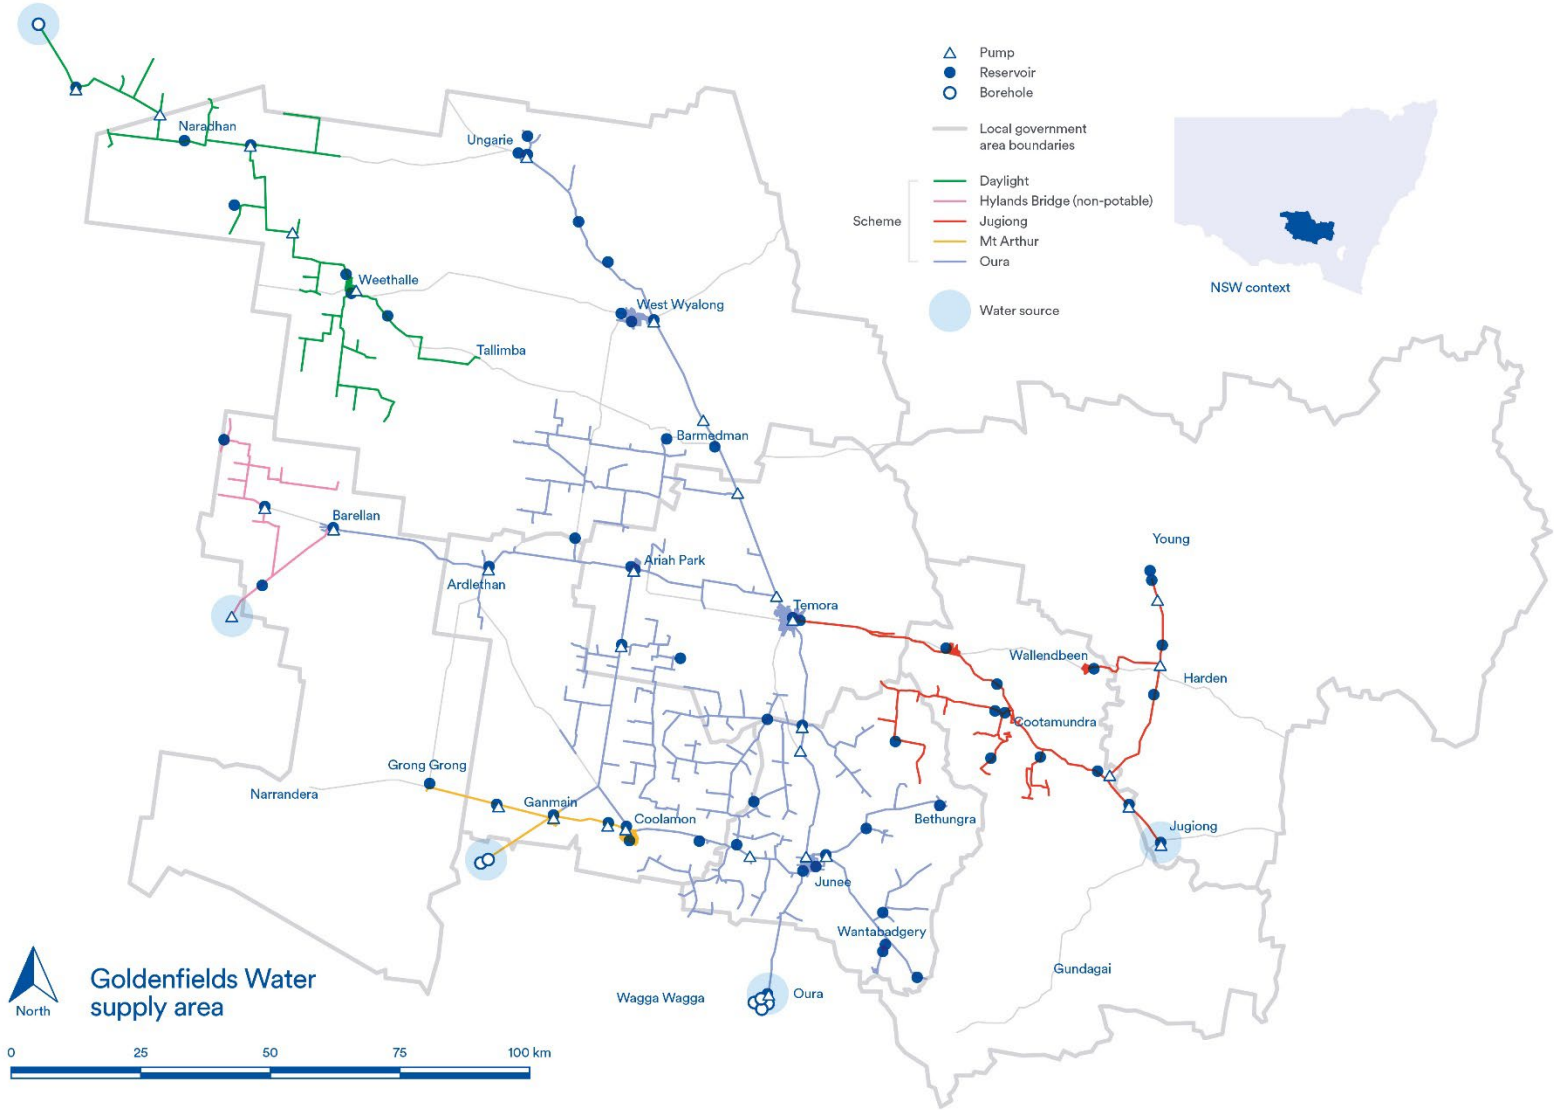 Pump
Reservoir
Borehole
Local government
area boundaries
Scheme
Daylight
Hylands Bridge (non-potable)
Jugiong
Mt Arthur
Oura
Water source
NSW context
Naradhan
Ungarie
Weethalle
West Wyalong
Tallimba
Barmedman
Barellan
Ardlethan
Ariah Park
Temora
Young
Wallendbeen
Harden
Cootamundra
Grong Grong
Narrandera
Ganmain
Coolamon
Bethungra
Jugiong
Junee
Wantabadgery
Gundagai
Wagga Wagga
Oura
North
Goldenfields Water
supply area
0 25 50 75 100 km